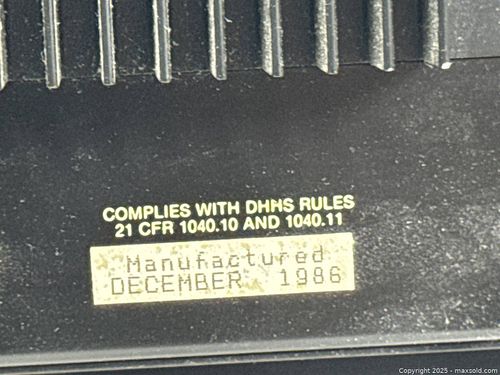 COMPLIES WITH DHHS RULES
21 CFR 1040.10 AND 1040.11
Manufactured
DECEMBER 1986
Copyright 2025 - maxsold.com